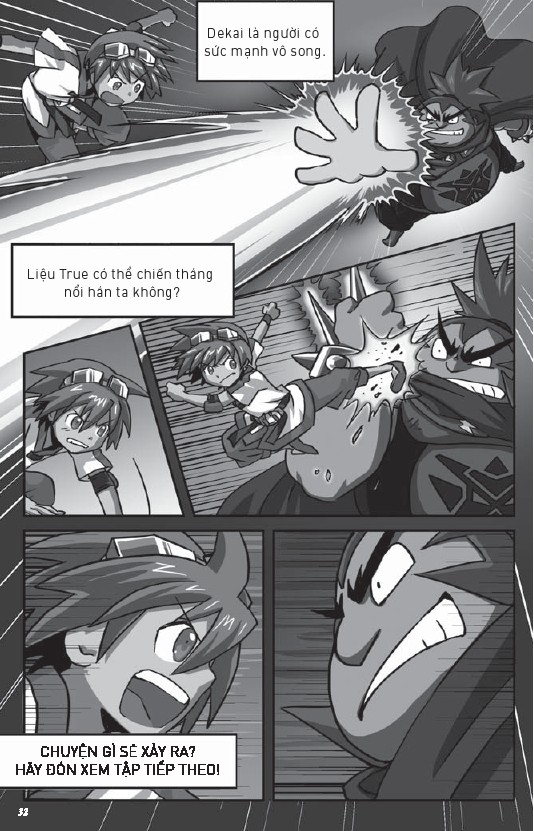 Dekai là người có
sức mạnh vô song.
Liệu True có thể chiến thắng
nổi hắn ta không?
CHUYỆN GÌ SẼ XẢY RA?
HÃY ĐÓN XEM TẬP TIẾP THEO!
32